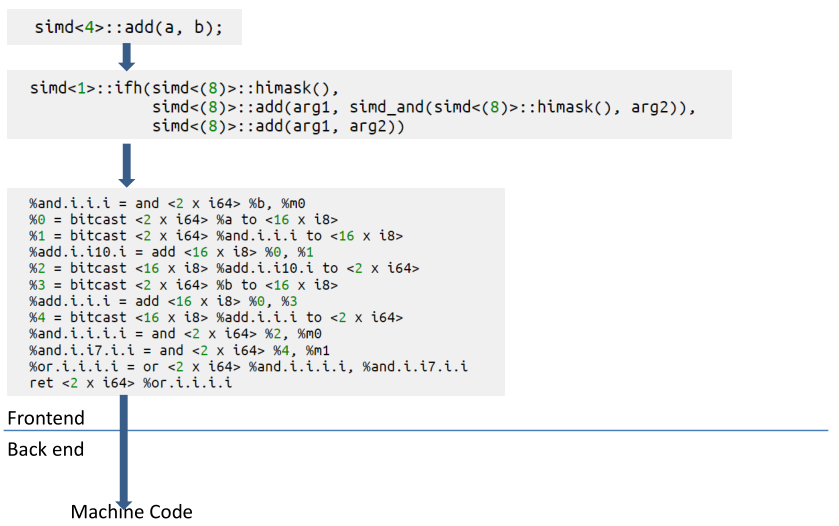 simd<4>::add(a, b);
simd<1>::ifh(simd<(8)>::himask(),
simd<(8)>::add(arg1, simd_and(simd<(8)>::himask(), arg2)),
simd<(8)>::add(arg1, arg2))
%and.i.i.i = and <2 x i64> %b, %m0
%0 = bitcast <2 x i64> %a to <16 x i8>
%1 = bitcast <2 x i64> %and.i.i.i to <16 x i8>
%add.i.i10.i = add <16 x i8> %0, %1
%2 = bitcast <16 x i8> %add.i.i10.i to <2 x i64>
%3 = bitcast <2 x i64> %b to <16 x i8>
%add.i.i.i = add <16 x i8> %0, %3
%4 = bitcast <16 x i8> %add.i.i.i to <2 x i64>
%and.i.i.i.i = and <2 x i64> %2, %m0
%and.i.i7.i.i = and <2 x i64> %4, %m1
%or.i.i.i.i = or <2 x i64> %and.i.i.i.i, %and.i.i7.i.i
ret <2 x i64> %or.i.i.i.i
Frontend
Back end
Machine Code